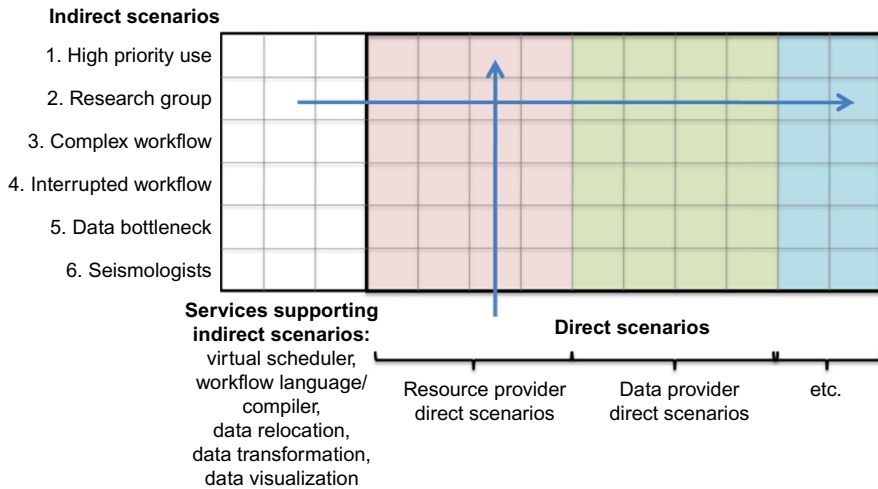 Indirect scenarios
1. High priority use
2. Research group
3. Complex workflow
4. Interrupted workflow
5. Data bottleneck
6. Seismologists
Services supporting
indirect scenarios:
virtual scheduler,
workflow language/
compiler,
data relocation,
data transformation,
data visualization
Direct scenarios
Resource provider
direct scenarios
Data provider
direct scenarios
etc.